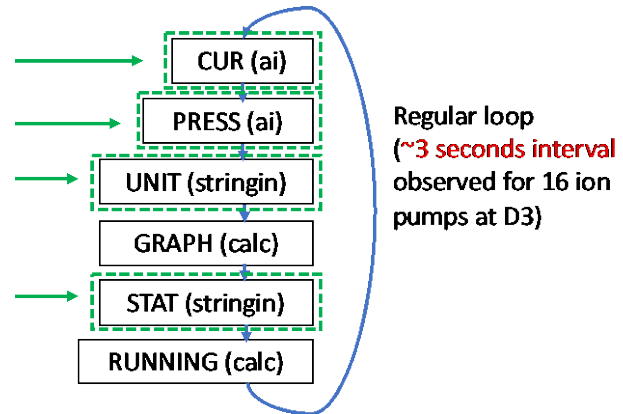 CUR (ai)
PRESS (ai)
UNIT (stringin)
GRAPH (calc)
STAT (stringin)
RUNNING (calc)
Regular loop
(~3 seconds interval
observed for 16 ion
pumps at D3)